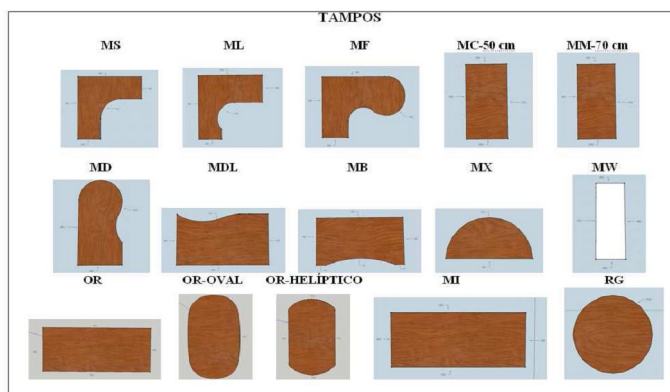 TAMPOS
MS ML MF MC-50 cm MM-70 cm
MD MDL MB MX MW
OR OR-OVAL OR-HELÍPTICO MI RG